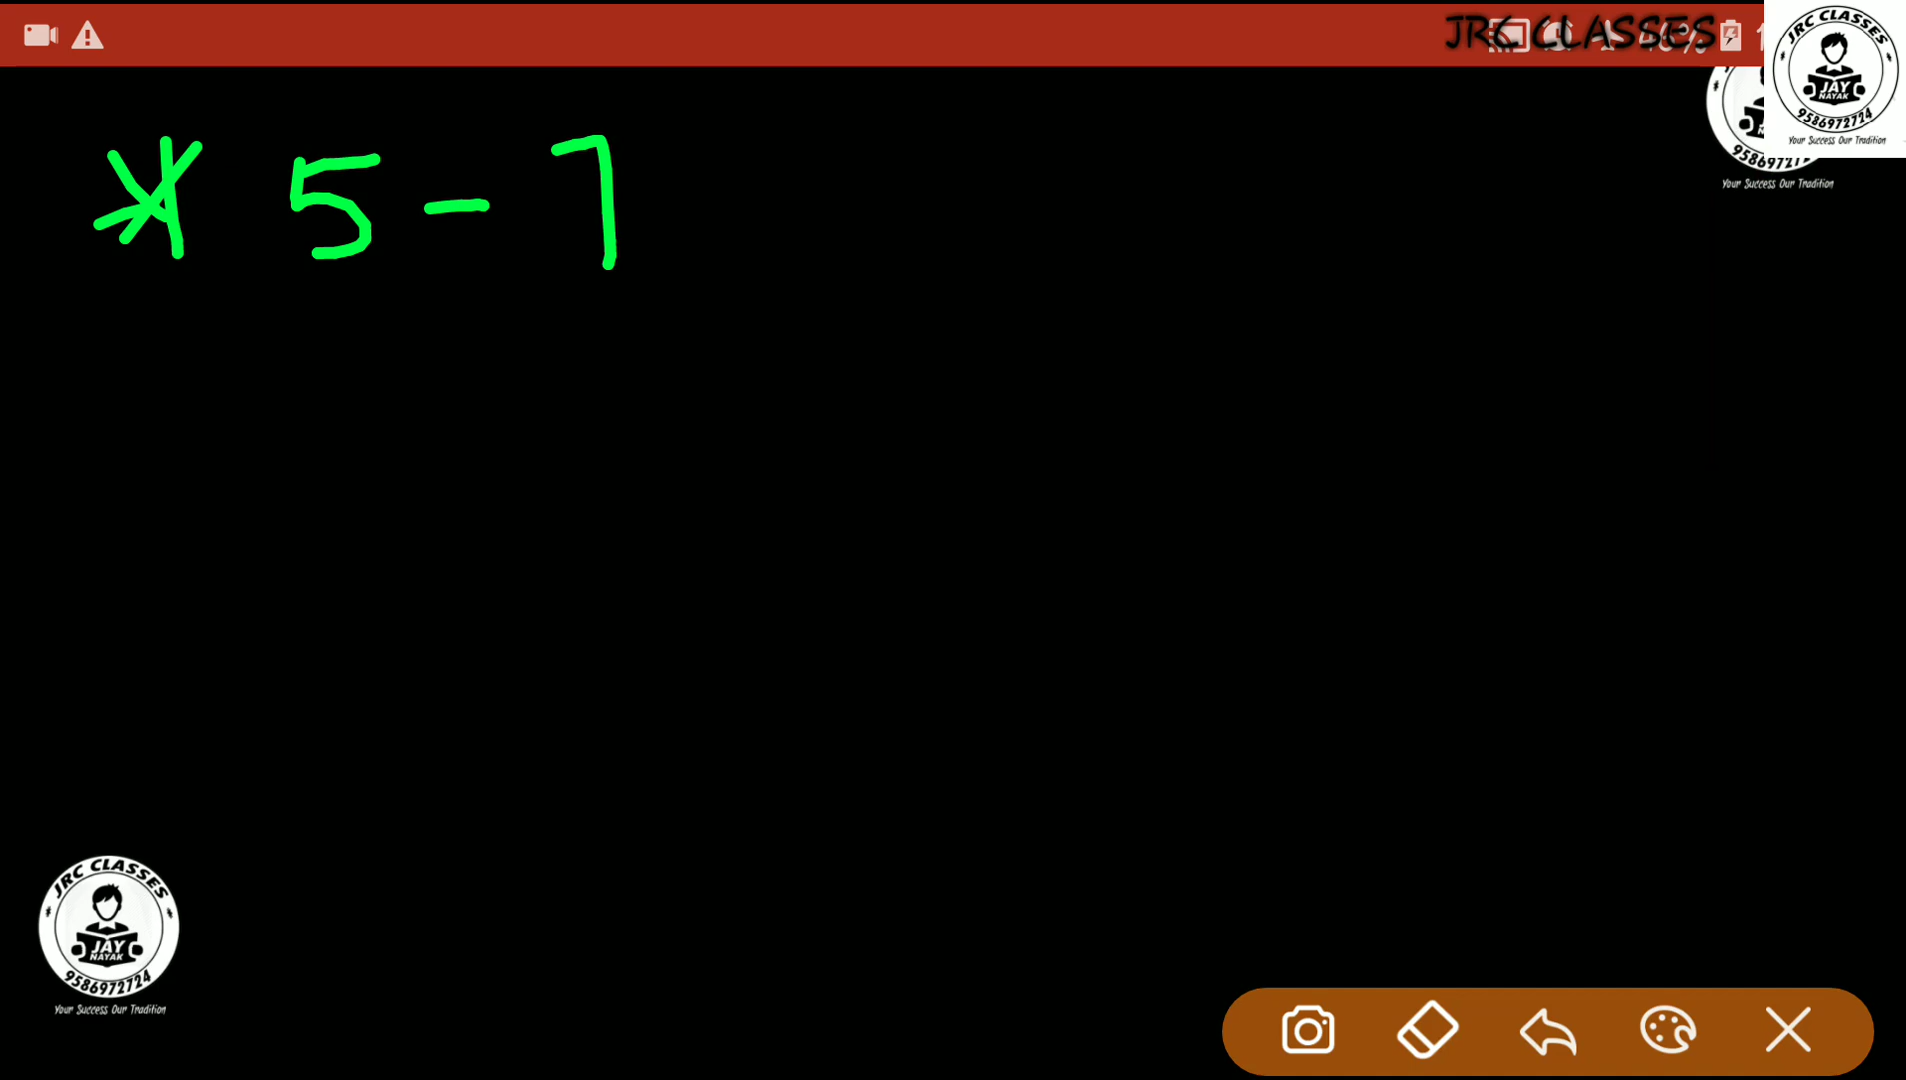 JRC CLASSES
JRC CLASSES
JAY
NAYAK
9586972724
Your Success Our Tradition
JAY
Your Success Our Tradition
* 5 - 7
JRC CLASSES
JAY
NAYAK
9586972724
Your Success Our Tradition